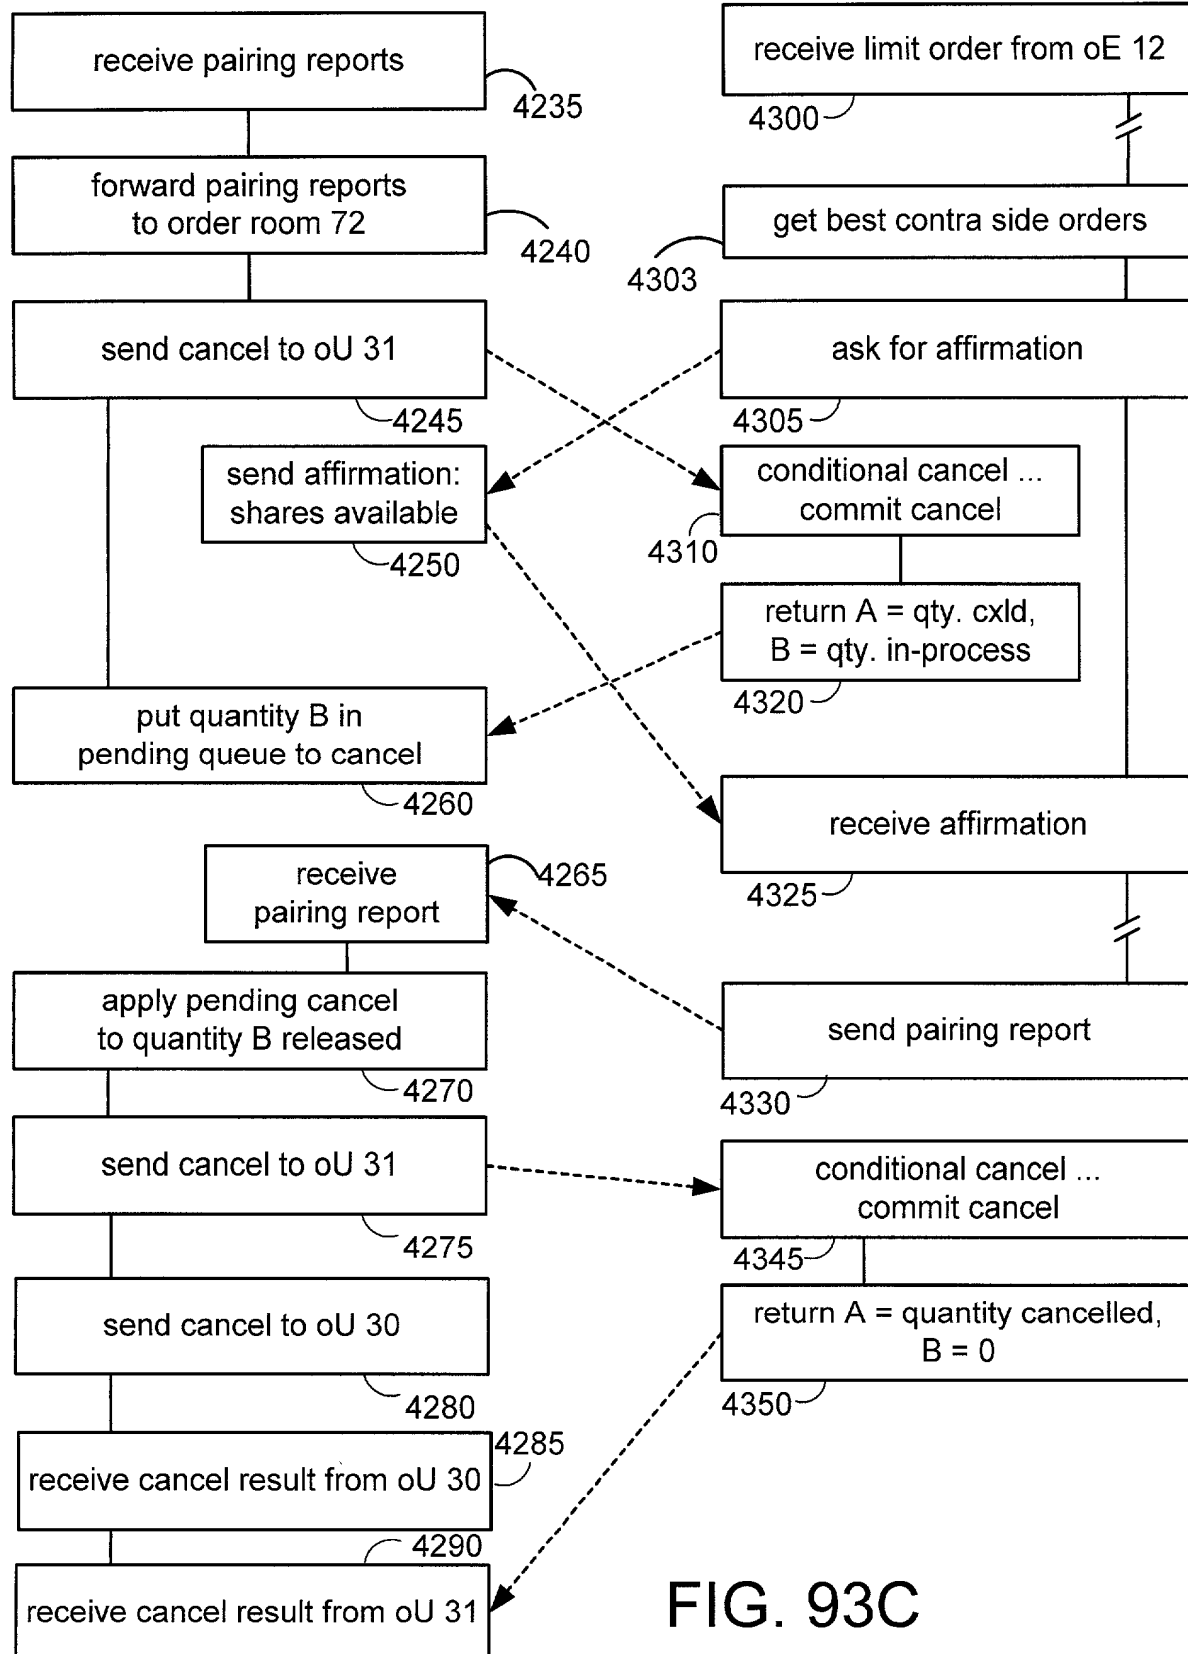 receive pairing reports
4235
forward pairing reports
to order room 72
4240
send cancel to oU 31
4245
send affirmation:
shares available
4250
put quantity B in
pending queue to cancel
4260
receive
pairing report
4265
apply pending cancel
to quantity B released
4270
send cancel to oU 31
4275
send cancel to oU 30
4280
4285
receive cancel result from oU 30
4290
receive cancel result from oU 31
receive limit order from oE 12
4300
get best contra side orders
4303
ask for affirmation
4305
conditional cancel ...
commit cancel
4310
return A = qty. cxld,
B = qty. in-process
4320
receive affirmation
4325
send pairing report
4330
conditional cancel ...
commit cancel
4345
return A = quantity cancelled,
B = 0
4350
FIG. 93C